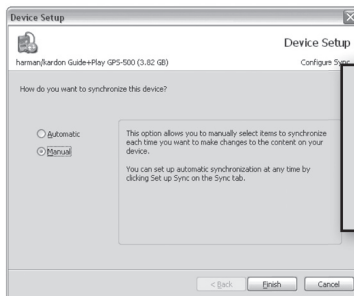 Device Setup
Device Setup
harman/kardon Guide+Play GPS-500 (3.82 GB)
Configure Sync
How do you want to synchronize this device?
Automatic
Manual
This option allows you to manually select items to synchronize
each time you want to make changes to the content on your
device.
You can set up automatic synchronization at any time by
clicking Set up Sync on the Sync tab.
< Back
Finish
Cancel